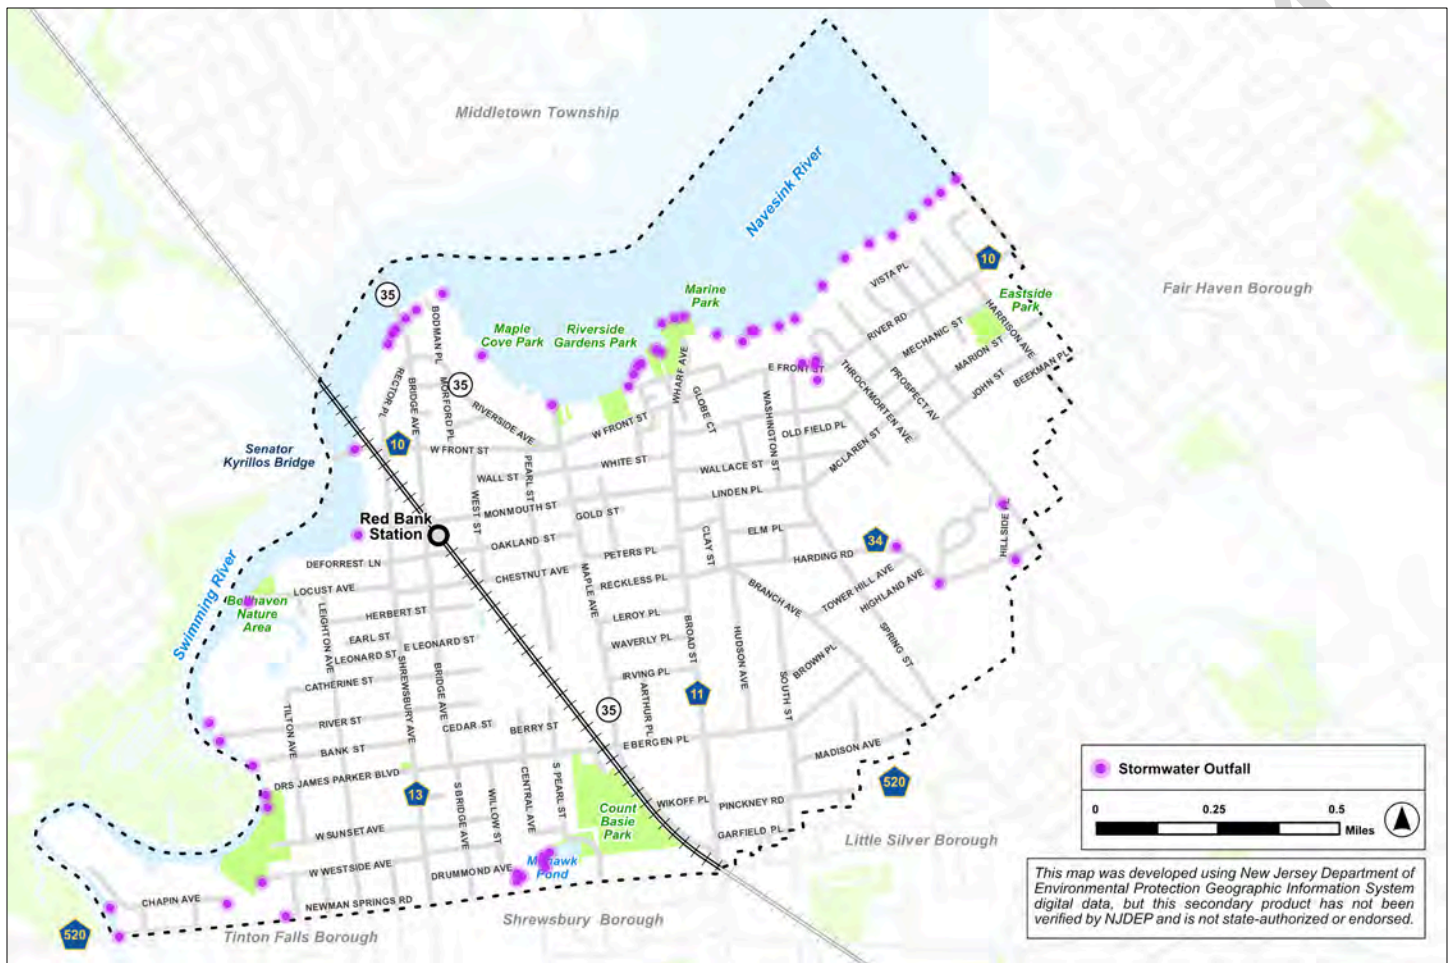 Middletown Township
Navesink River
Fair Haven Borough
35
10
VISTA PL
Eastside
Park
HARRISON AVE
RIVER RD
MECHANIC ST
MARION ST
JOHN ST
BEEKMAN PL
PROSPECT AV
THROCKMORTEN AVE
Marine
Park
Maple
Cove Park
Riverside
Gardens Park
BODMAN PL
RECTOR PL
BRIDGE AVE
MORFORD PL
35
RIVERSIDE AVE
WHARF AVE
GLOBE CT
E FRONT ST
WASHINGTON ST
OLD FIELD PL
MCLAREN ST
Senator
Kyrillos Bridge
10
W FRONT ST
W FRONT ST
WALL ST
PEARL ST
WHITE ST
WALLACE ST
LINDEN PL
WEST ST
MONMOUTH ST
GOLD ST
Red Bank
Station
OAKLAND ST
PETERS PL
CLAY ST
ELM PL
HARDING RD
34
HILLSIDE PL
DEFORREST LN
LOCUST AVE
CHESTNUT AVE
MAPLE AVE
RECKLESS PL
BRANCH AVE
TOWER HILL AVE
HIGHLAND AVE
Swimming River
Bellhaven
Nature
Area
LEIGHTON AVE
HERBERT ST
EARL ST
LEONARD ST
E LEONARD ST
CATHERINE ST
LEROY PL
WAVERLY PL
BROAD ST
HUDSON AVE
SPRING ST
BROWN PL
IRVING PL
ARTHUR PL
11
SOUTH ST
TILTON AVE
SHREWSBURY AVE
BRIDGE AVE
RIVER ST
BANK ST
CEDAR ST
BERRY ST
35
E BERGEN PL
MADISON AVE
DRS JAMES PARKER BLVD
13
S BRIDGE AVE
WILLOW ST
CENTRAL AVE
S PEARL ST
Count
Basie
Park
WIKOFF PL
PINCKNEY RD
GARFIELD PL
520
Little Silver Borough
W SUNSET AVE
W WESTSIDE AVE
DRUMMOND AVE
Mohawk
Pond
CHAPIN AVE
NEWMAN SPRINGS RD
520
Tinton Falls Borough
Shrewsbury Borough
Stormwater Outfall
0 0.25 0.5
Miles
This map was developed using New Jersey Department of
Environmental Protection Geographic Information System
digital data, but this secondary product has not been
verified by NJDEP and is not state-authorized or endorsed.